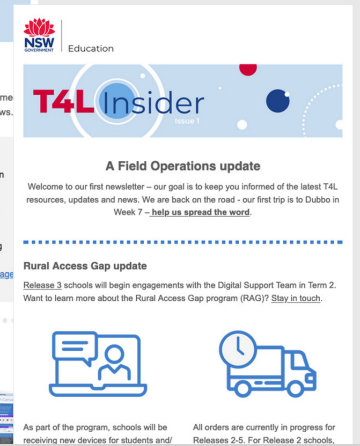 NSW
GOVERNMENT
Education
T4L Insider
Issue 1
A Field Operations update
Welcome to our first newsletter – our goal is to keep you informed of the latest T4L
resources, updates and news. We are back on the road - our first trip is to Dubbo in
Week 7 – help us spread the word.
Rural Access Gap update
Release 3 schools will begin engagements with the Digital Support Team in Term 2.
Want to learn more about the Rural Access Gap program (RAG)? Stay in touch.
As part of the program, schools will be
receiving new devices for students and/
All orders are currently in progress for
Releases 2-5. For Release 2 schools,